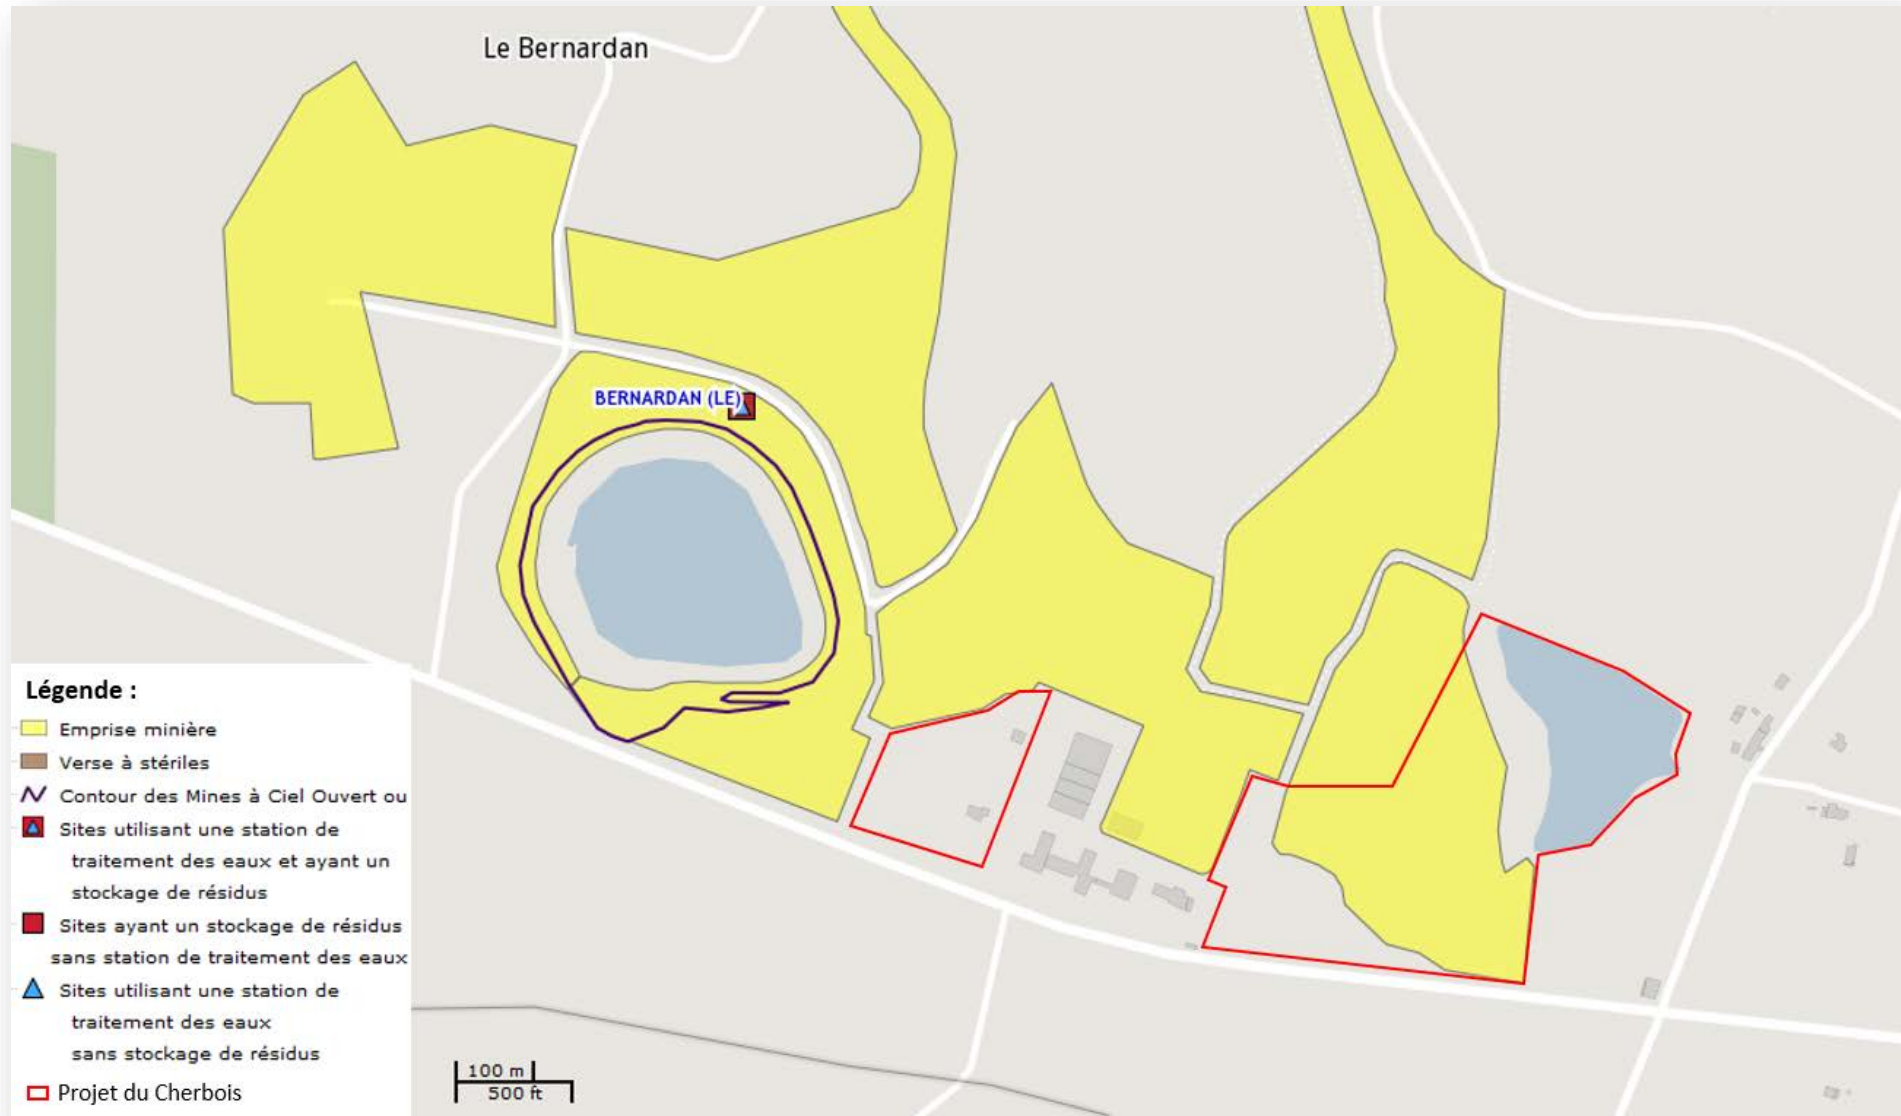 Le Bernardan
BERNARDAN (LE)
Légende :
Emprise minière
Verse à stériles
Contour des Mines à Ciel Ouvert ou
Sites utilisant une station de
traitement des eaux et ayant un
stockage de résidus
Sites ayant un stockage de résidus
sans station de traitement des eaux
Sites utilisant une station de
traitement des eaux
sans stockage de résidus
Projet du Cherbois
100 m
500 ft